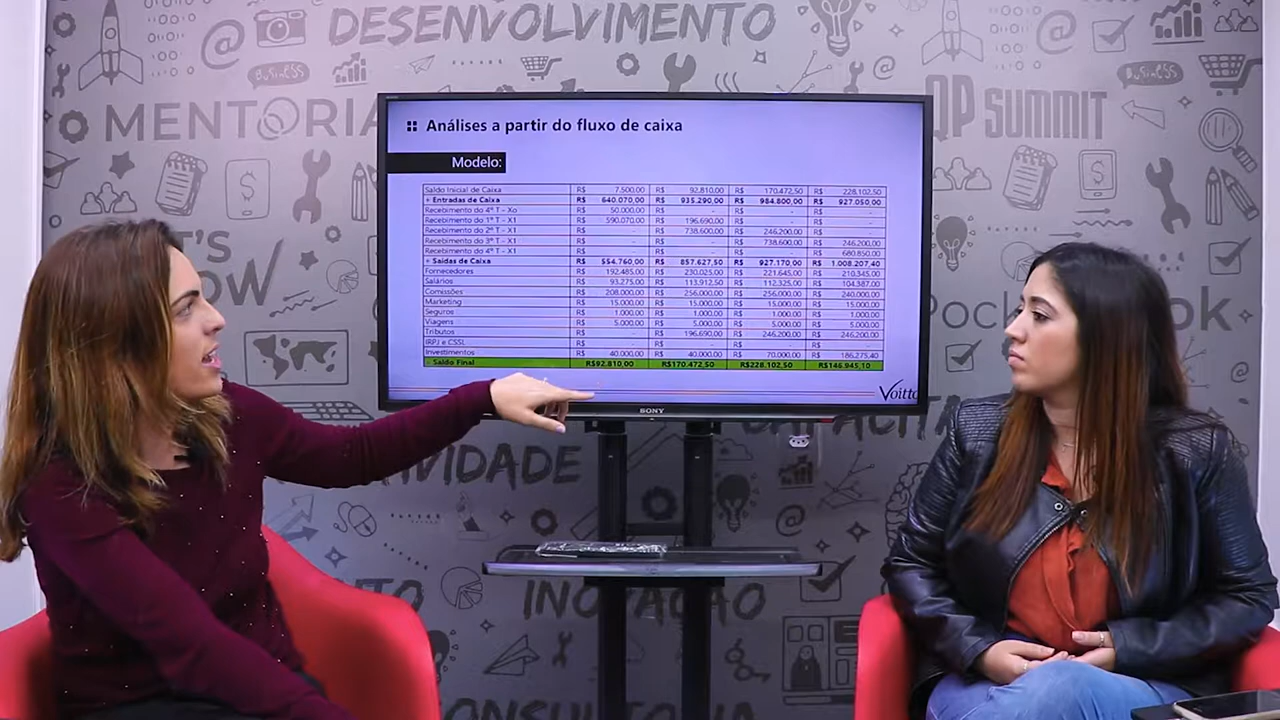 DESENVOLVIMENTO
BUSINESS
BUSINESS
MENTORIA
QP SUMMIT
Análises a partir do fluxo de caixa
Modelo:
Saldo Inicial de Caixa R$ 7.500,00 R$ 92.810,00 R$ 170.472,50 R$ 228.102,50
+ Entradas de Caixa R$ 640.070,00 R$ 935.290,00 R$ 984.800,00 R$ 927.050,00
Recebimento do 4º T - Xo R$ 50.000,00 R$ - R$ - R$ -
Recebimento do 1º T - X1 R$ 590.070,00 R$ 196.690,00 R$ - R$ -
Recebimento do 2º T - X1 R$ - R$ 738.600,00 R$ 246.200,00 R$ -
Recebimento do 3º T - X1 R$ - R$ - R$ 738.600,00 R$ 246.200,00
Recebimento do 4º T - X1 R$ - R$ - R$ - R$ 680.850,00
+ Saídas de Caixa R$ 554.760,00 R$ 857.627,50 R$ 927.170,00 R$ 1.008.207,40
Fornecedores R$ 192.485,00 R$ 230.025,00 R$ 221.645,00 R$ 210.345,00
Salários R$ 93.275,00 R$ 113.912,50 R$ 112.325,00 R$ 104.387,00
Comissões R$ 208.000,00 R$ 256.000,00 R$ 256.000,00 R$ 240.000,00
Marketing R$ 15.000,00 R$ 15.000,00 R$ 15.000,00 R$ 15.000,00
Seguros R$ 1.000,00 R$ 1.000,00 R$ 1.000,00 R$ 1.000,00
Viagens R$ 5.000,00 R$ 5.000,00 R$ 5.000,00 R$ 5.000,00
Tributos R$ - R$ 196.690,00 R$ 246.200,00 R$ 246.200,00
IRPJ e CSSL R$ - R$ - R$ - R$ -
Investimentos R$ 40.000,00 R$ 40.000,00 R$ 70.000,00 R$ 186.275,40
Saldo Final R$92.810,00 R$170.472,50 R$228.102,50 R$146.945,10
Voitto
SONY
'S
OW
Pock
ok
CAPACITA
IVIDADE
INOVAÇÃO
NTO
CONSULTORIA